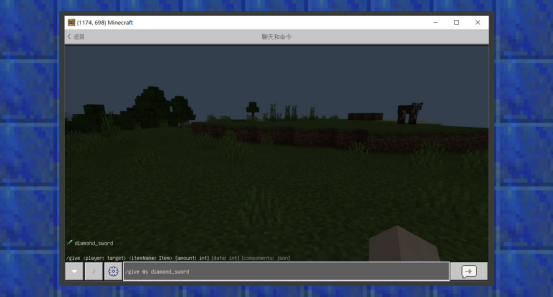 (1174, 698) Minecraft
返回
聊天和命令
diamond_sword
/give <player: target> <itemName: Item> [amount: int] [data: int] [components: json]
/give @s diamond_sword